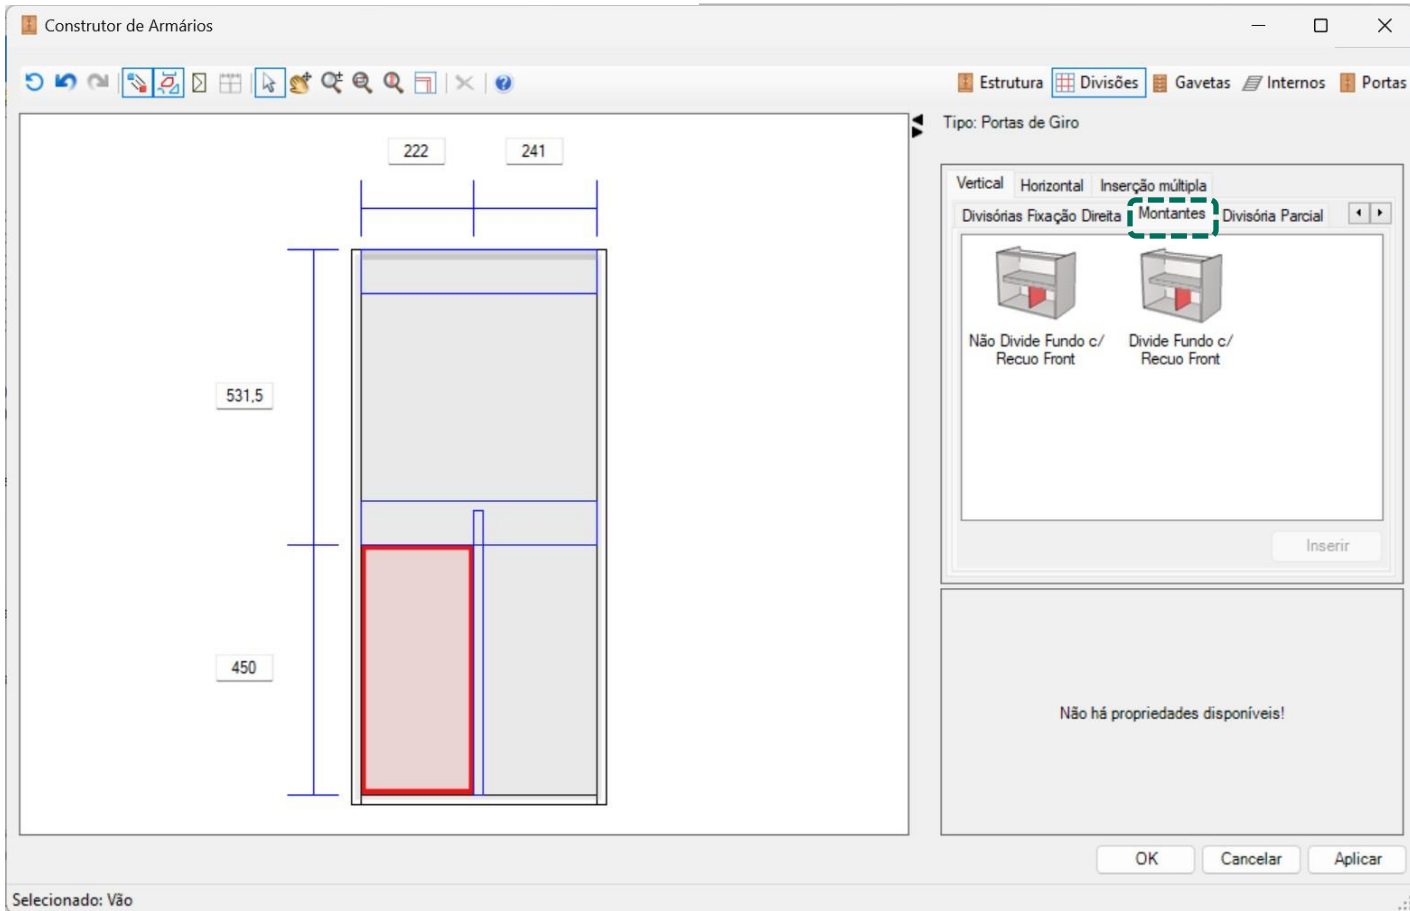 Construtor de Armários
Estrutura Divisões Gavetas Internos Portas
Tipo: Portas de Giro
222 241
Vertical Horizontal Inserção múltipla
Divisórias Fixação Direita Montantes Divisória Parcial
Não Divide Fundo c/
Recuo Front
Divide Fundo c/
Recuo Front
531,5
Inserir
450
Não há propriedades disponíveis!
OK Cancelar Aplicar
Selecionado: Vão